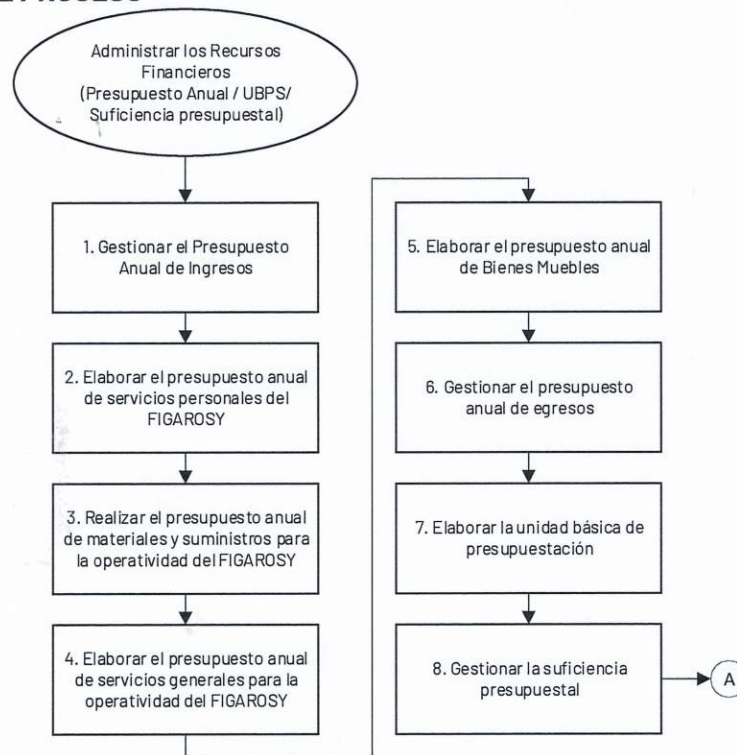 Administrar los Recursos
Financieros
(Presupuesto Anual / UBPS/
Suficiencia presupuestal)
1. Gestionar el Presupuesto
Anual de Ingresos
2. Elaborar el presupuesto anual
de servicios personales del
FIGAROSY
3. Realizar el presupuesto anual
de materiales y suministros para
la operatividad del FIGAROSY
4. Elaborar el presupuesto anual
de servicios generales para la
operatividad del FIGAROSY
5. Elaborar el presupuesto anual
de Bienes Muebles
6. Gestionar el presupuesto
anual de egresos
7. Elaborar la unidad básica de
presupuestación
8. Gestionar la suficiencia
presupuestal
A